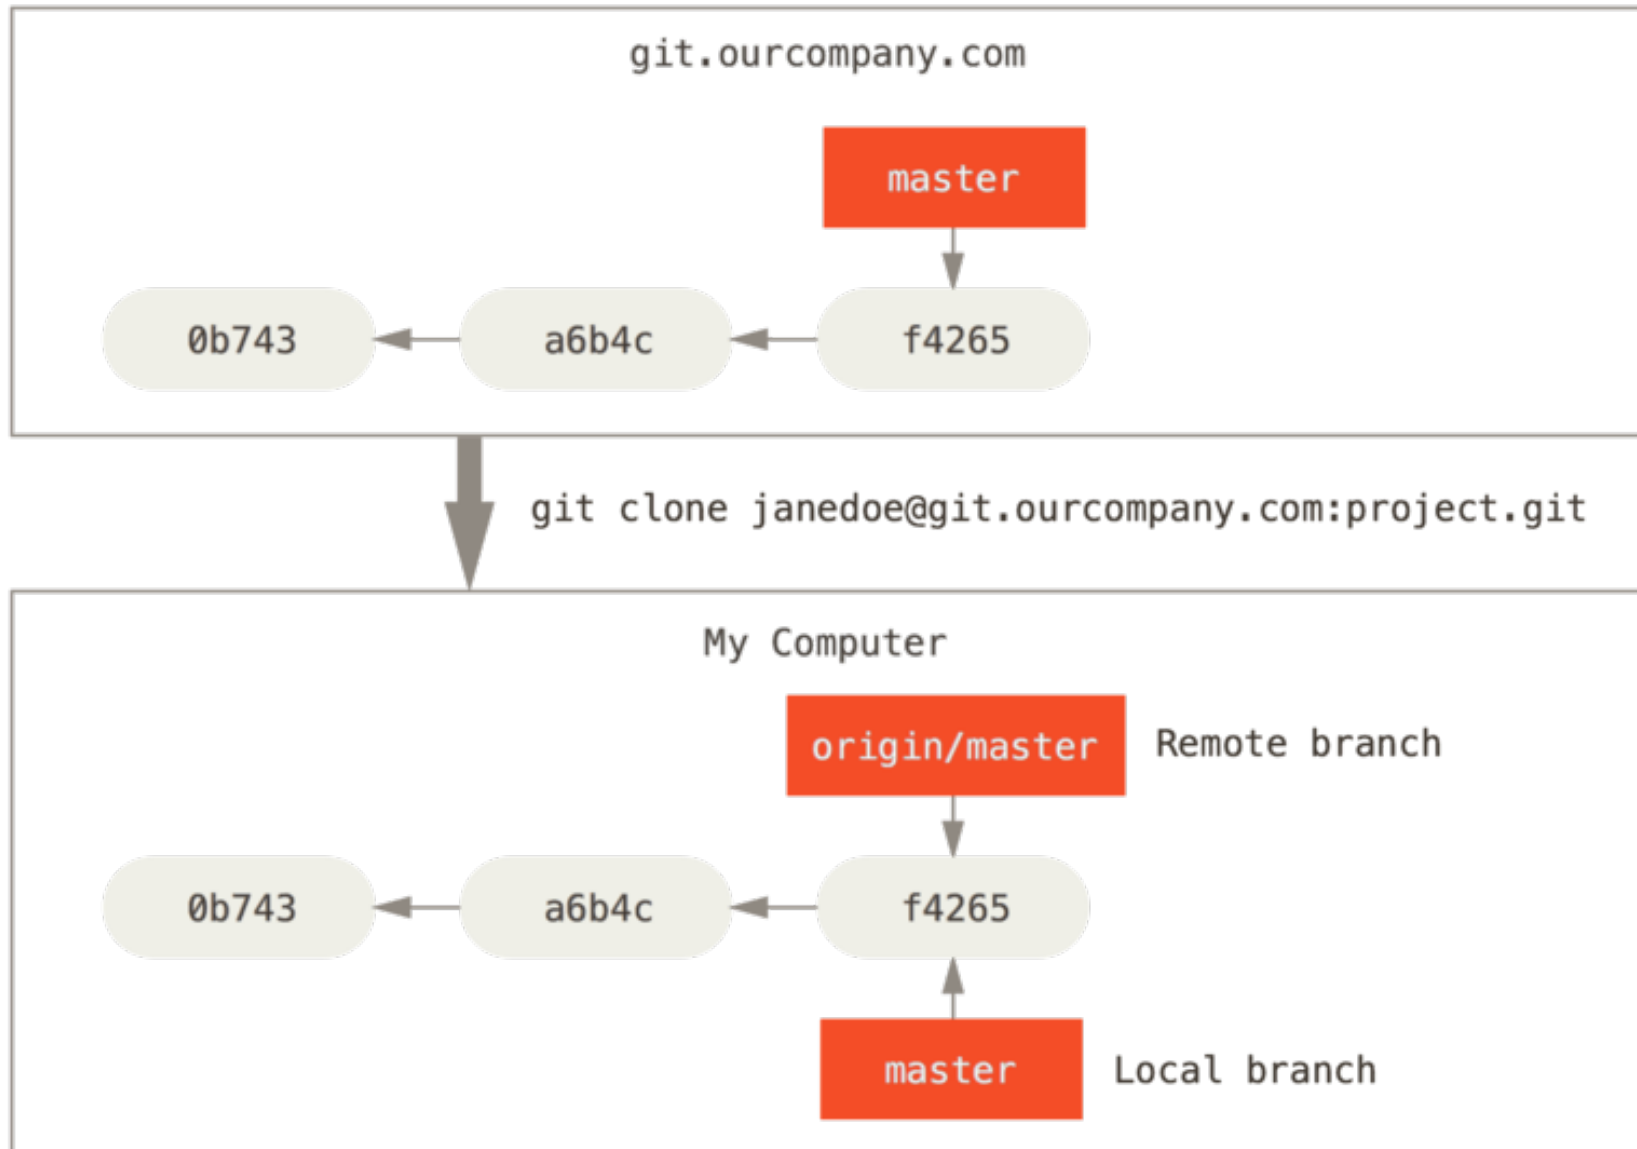 git.ourcompany.com
master
0b743 a6b4c f4265
git clone janedoe@git.ourcompany.com:project.git
My Computer
origin/master Remote branch
0b743 a6b4c f4265
master Local branch